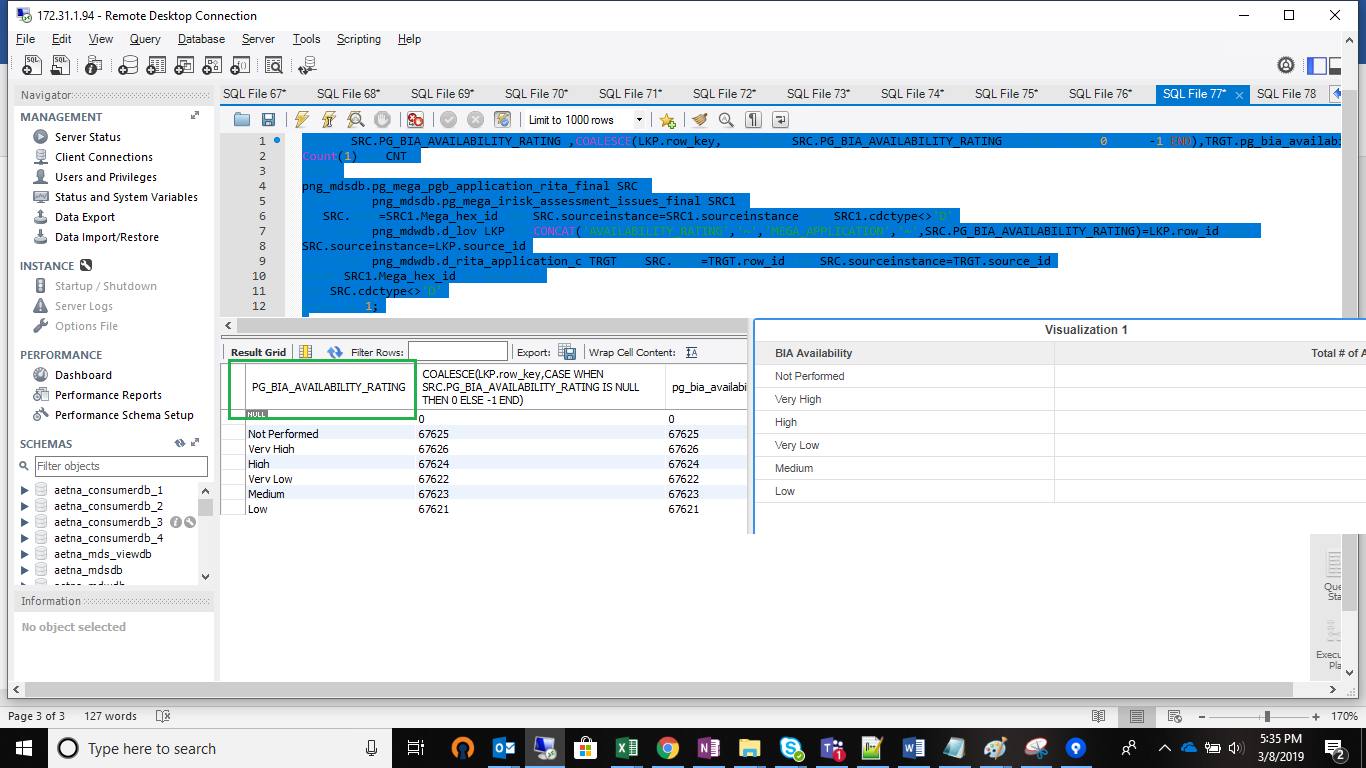 172.31.1.94 - Remote Desktop Connection
File Edit View Query Database Server Tools Scripting Help
Navigator
MANAGEMENT
Server Status
Client Connections
Users and Privileges
Status and System Variables
Data Export
Data Import/Restore
INSTANCE
Startup / Shutdown
Server Logs
Options File
PERFORMANCE
Dashboard
Performance Reports
Performance Schema Setup
SCHEMAS
Filter objects
aetna_consumerdb_1
aetna_consumerdb_2
aetna_consumerdb_3
aetna_consumerdb_4
aetna_mds_viewdb
aetna_mdsdb
aetna_mdwdb
Information
No object selected
SQL File 67* SQL File 68* SQL File 69* SQL File 70* SQL File 71* SQL File 72* SQL File 73* SQL File 74* SQL File 75* SQL File 76* SQL File 77* SQL File 78
Limit to 1000 rows
1 SRC.PG_BIA_AVAILABILITY_RATING ,COALESCE(LKP.row_key, SRC.PG_BIA_AVAILABILITY_RATING 0 -1 END),TRGT.pg_bia_availabi
2 Count(1) CNT
3
4 png_mdsdb.pg_mega_pgb_application_rita_final SRC
5 png_mdsdb.pg_mega_irisk_assessment_issues_final SRC1
6 SRC. =SRC1.Mega_hex_id SRC.sourceinstance=SRC1.sourceinstance SRC1.cdctype<>'D'
7 png_mdwdb.d_lov LKP CONCAT('AVAILABILITY_RATING','~','MEGA_APPLICATION','~',SRC.PG_BIA_AVAILABILITY_RATING)=LKP.row_id
8 SRC.sourceinstance=LKP.source_id
9 png_mdwdb.d_rita_application_c TRGT SRC. =TRGT.row_id SRC.sourceinstance=TRGT.source_id
10 SRC1.Mega_hex_id
11 SRC.cdctype<>'D'
12 1;
Result Grid Filter Rows: Export: Wrap Cell Content:
PG_BIA_AVAILABILITY_RATING COALESCE(LKP.row_key,CASE WHEN SRC.PG_BIA_AVAILABILITY_RATING IS NULL THEN 0 ELSE -1 END) pg_bia_availabi
NULL 0 0
Not Performed 67625 67625
Very High 67626 67626
High 67624 67624
Very Low 67622 67622
Medium 67623 67623
Low 67621 67621
Visualization 1
BIA Availability Total # of A
Not Performed
Very High
High
Very Low
Medium
Low
Que
Sta
Execu
Pla
Page 3 of 3 127 words 170%
Type here to search
1
5:35 PM
3/8/2019
2